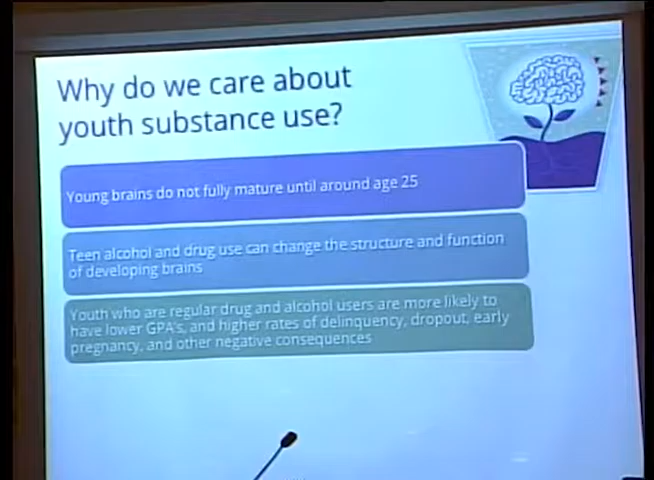 Why do we care about
youth substance use?
Young brains do not fully mature until around age 25
Teen alcohol and drug use can change the structure and function
of developing brains
Youth who are regular drug and alcohol users are more likely to
have lower GPA's, and higher rates of delinquency, dropout, early
pregnancy, and other negative consequences